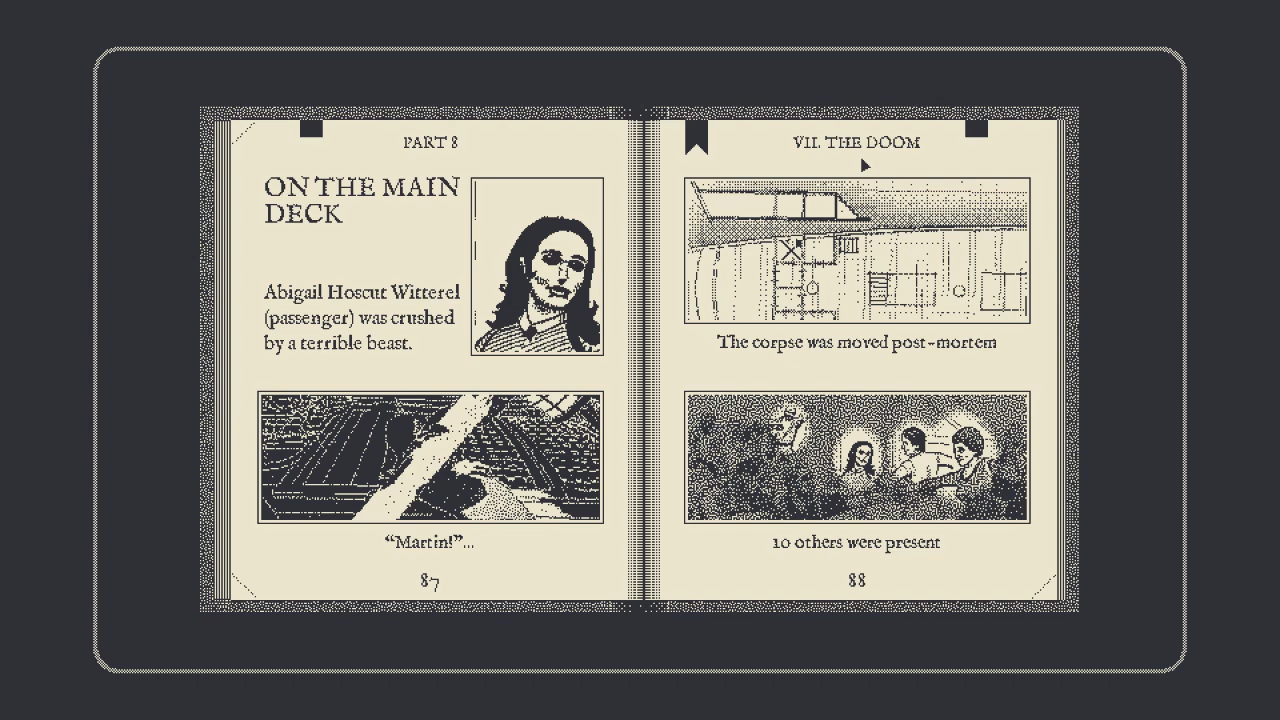 PART 8
ON THE MAIN
DECK
Abigail Hoscut Witterel
(passenger) was crushed
by a terrible beast.
“Martin!”...
87
VII. THE DOOM
The corpse was moved post-mortem
10 others were present
88